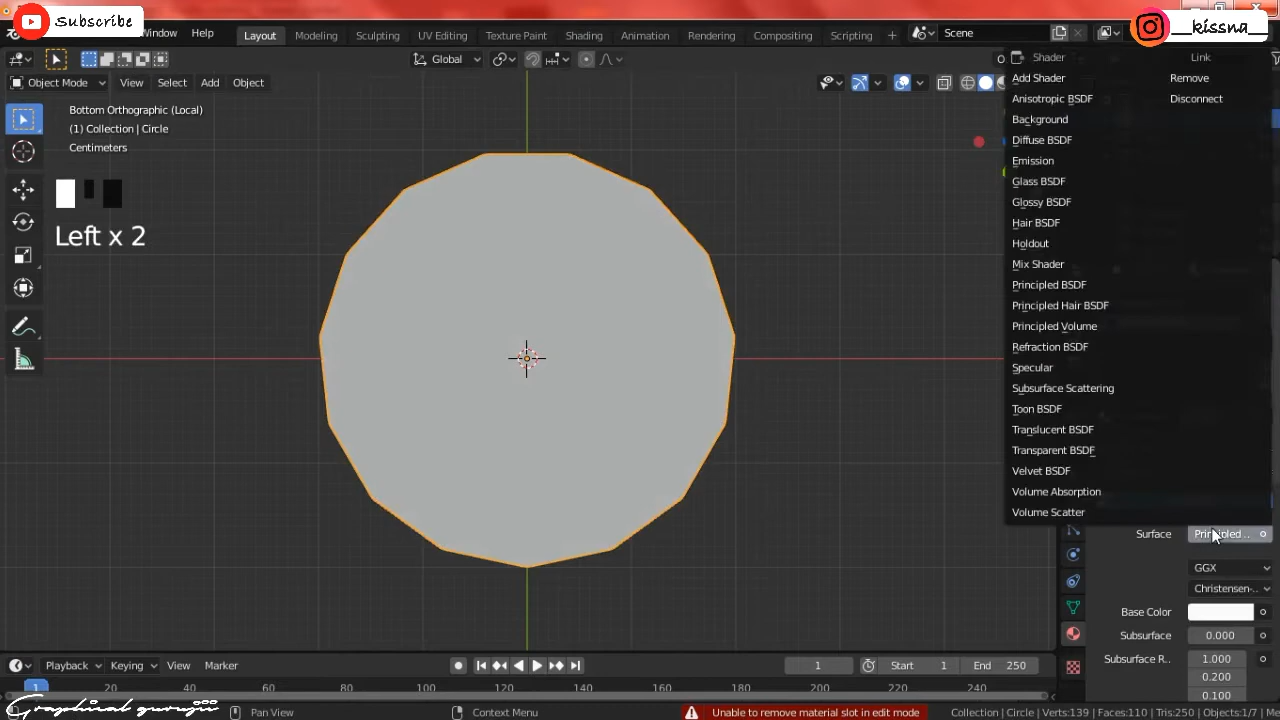 Subscribe
Window
Help
Layout
Modeling
Sculpting
UV Editing
Texture Paint
Shading
Animation
Rendering
Compositing
Scripting
+
Scene
__kissna__
Global
Object Mode
View
Select
Add
Object
Bottom Orthographic (Local)
(1) Collection | Circle
Centimeters
Left x 2
Shader
Link
Add Shader
Remove
Anisotropic BSDF
Disconnect
Background
Diffuse BSDF
Emission
Glass BSDF
Glossy BSDF
Hair BSDF
Holdout
Mix Shader
Principled BSDF
Principled Hair BSDF
Principled Volume
Refraction BSDF
Specular
Subsurface Scattering
Toon BSDF
Translucent BSDF
Transparent BSDF
Velvet BSDF
Volume Absorption
Volume Scatter
Surface
Principled...
GGX
Christensen-..
Base Color
Subsurface
0.000
Subsurface R..
1.000
0.200
0.100
Playback
Keying
View
Marker
1
Start 1
End 250
1
20
40
60
80
100
120
140
160
180
200
220
240
Pan View
Context Menu
Unable to remove material slot in edit mode
Collection | Circle | Verts:139 | Faces:110 | Tris:250 | Objects:1/7 | Me